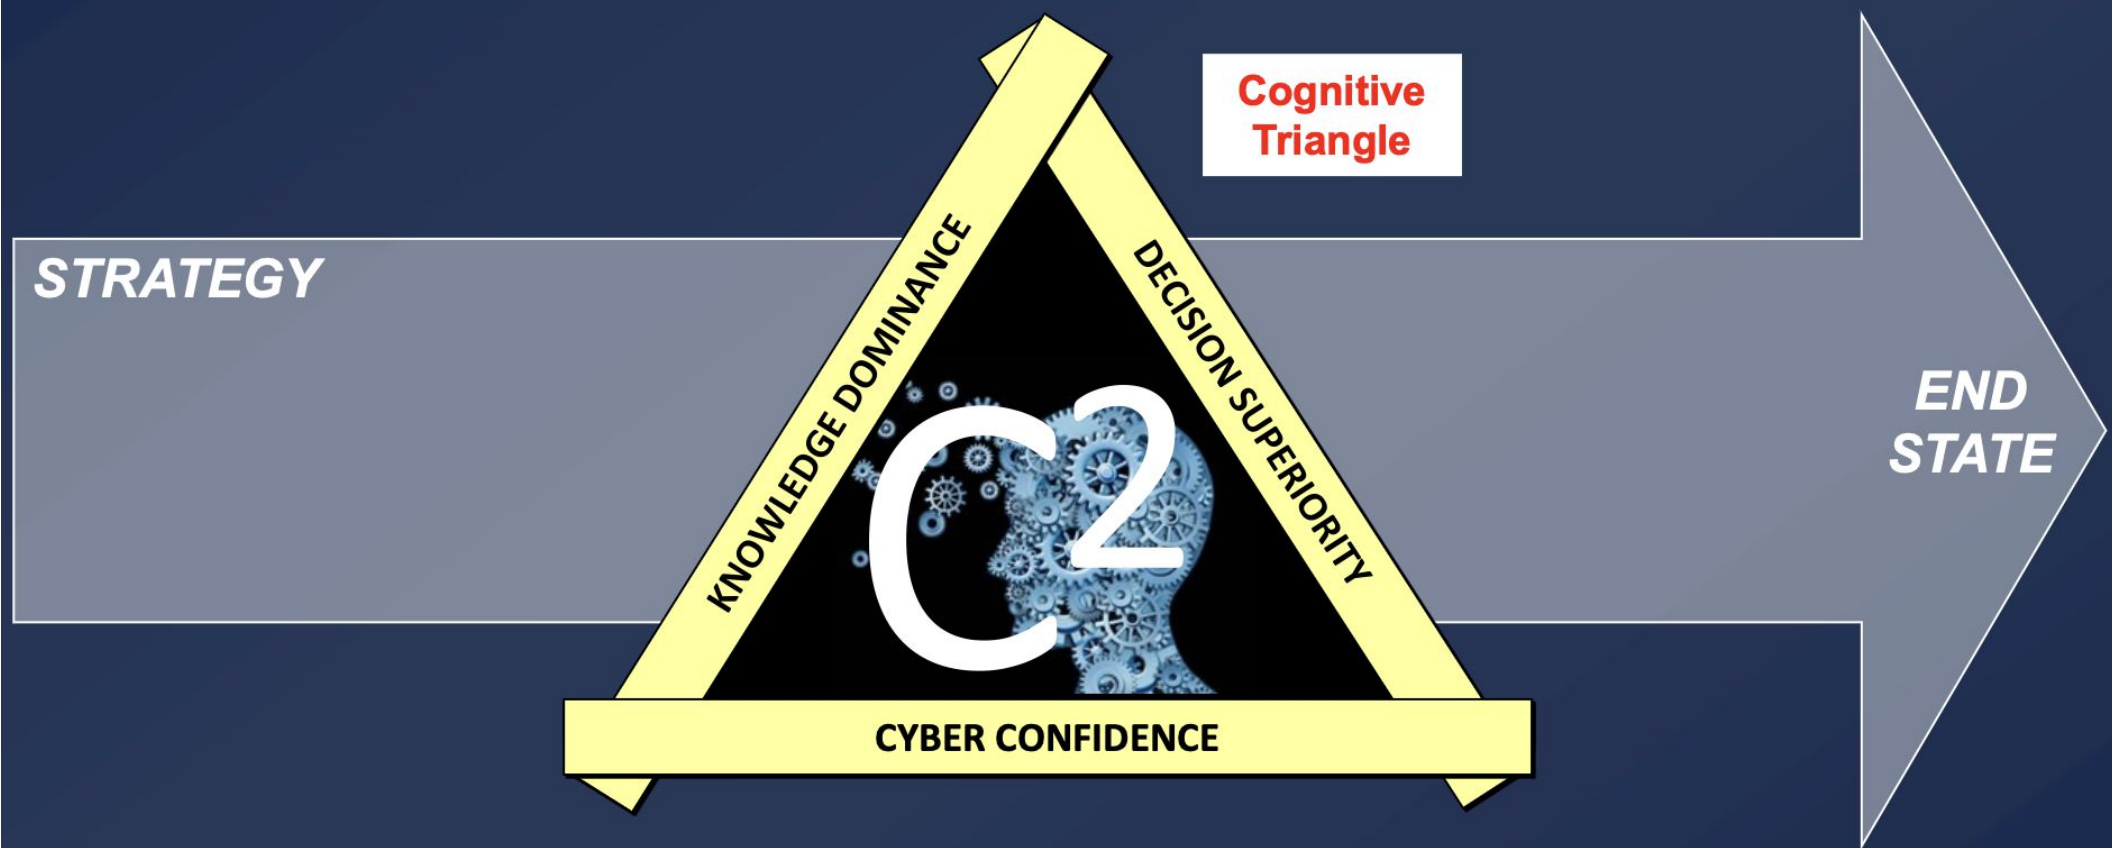 Cognitive
Triangle
STRATEGY
KNOWLEDGE DOMINANCE
DECISION SUPERIORITY
C²
END
STATE
CYBER CONFIDENCE